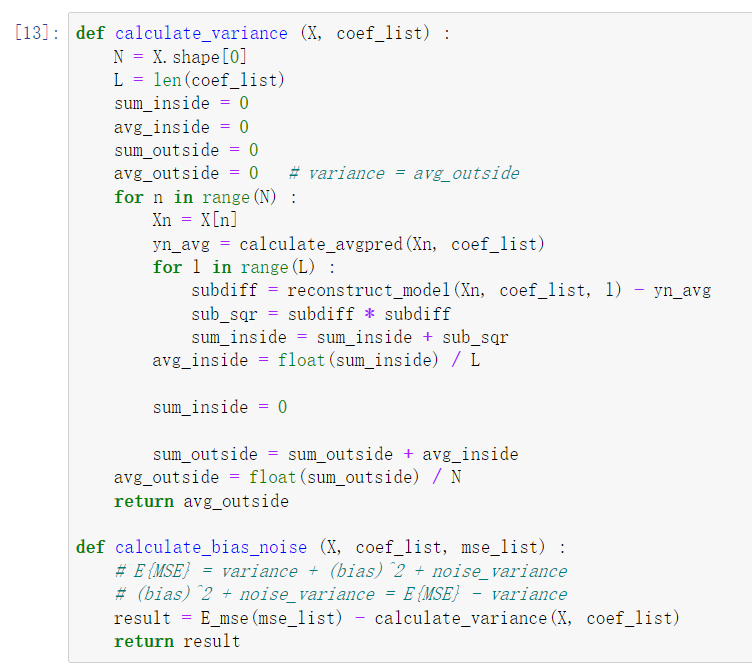 [13]: def calculate_variance (X, coef_list) :
    N = X.shape[0]
    L = len(coef_list)
    sum_inside = 0
    avg_inside = 0
    sum_outside = 0
    avg_outside = 0   # variance = avg_outside
    for n in range(N) :
        Xn = X[n]
        yn_avg = calculate_avgpred(Xn, coef_list)
        for l in range(L) :
            subdiff = reconstruct_model(Xn, coef_list, l) - yn_avg
            sub_sqr = subdiff * subdiff
            sum_inside = sum_inside + sub_sqr
        avg_inside = float(sum_inside) / L
        sum_inside = 0
        sum_outside = sum_outside + avg_inside
    avg_outside = float(sum_outside) / N
    return avg_outside
def calculate_bias_noise (X, coef_list, mse_list) :
    # E{MSE} = variance + (bias)^2 + noise_variance
    # (bias)^2 + noise_variance = E{MSE} - variance
    result = E_mse(mse_list) - calculate_variance(X, coef_list)
    return result